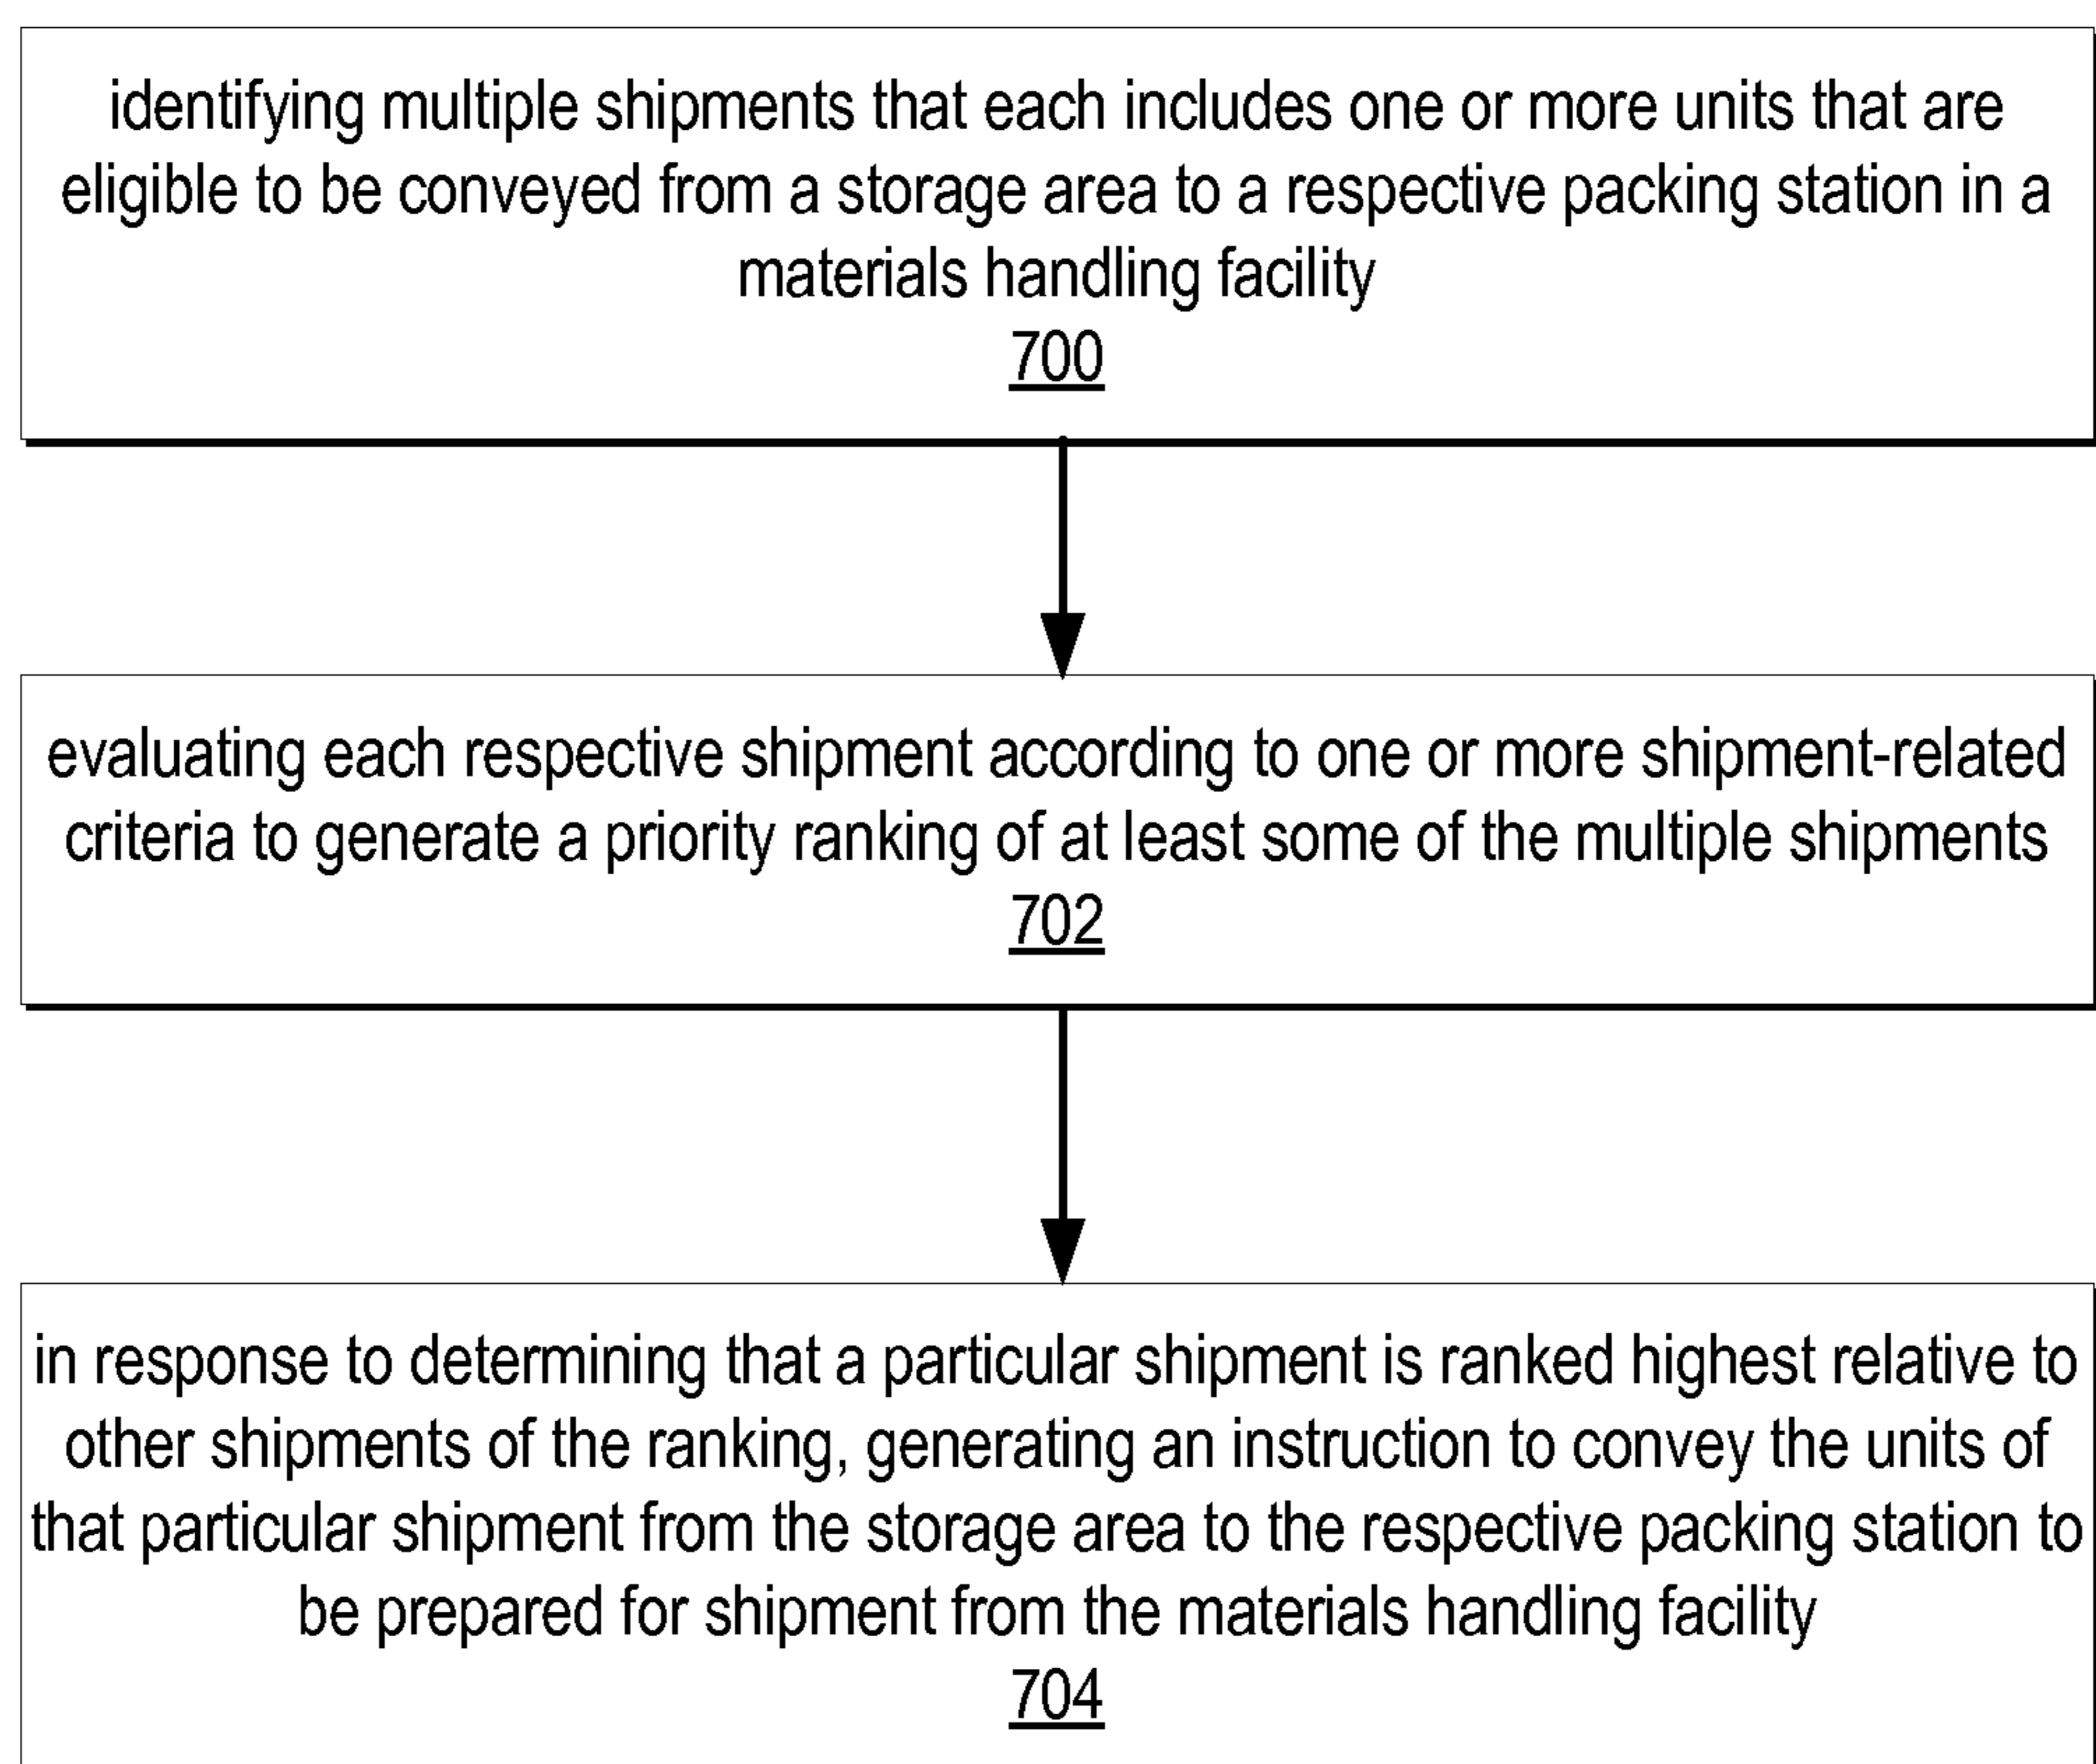 identifying multiple shipments that each includes one or more units that are
eligible to be conveyed from a storage area to a respective packing station in a
materials handling facility
700
evaluating each respective shipment according to one or more shipment-related
criteria to generate a priority ranking of at least some of the multiple shipments
702
in response to determining that a particular shipment is ranked highest relative to
other shipments of the ranking, generating an instruction to convey the units of
that particular shipment from the storage area to the respective packing station to
be prepared for shipment from the materials handling facility
704